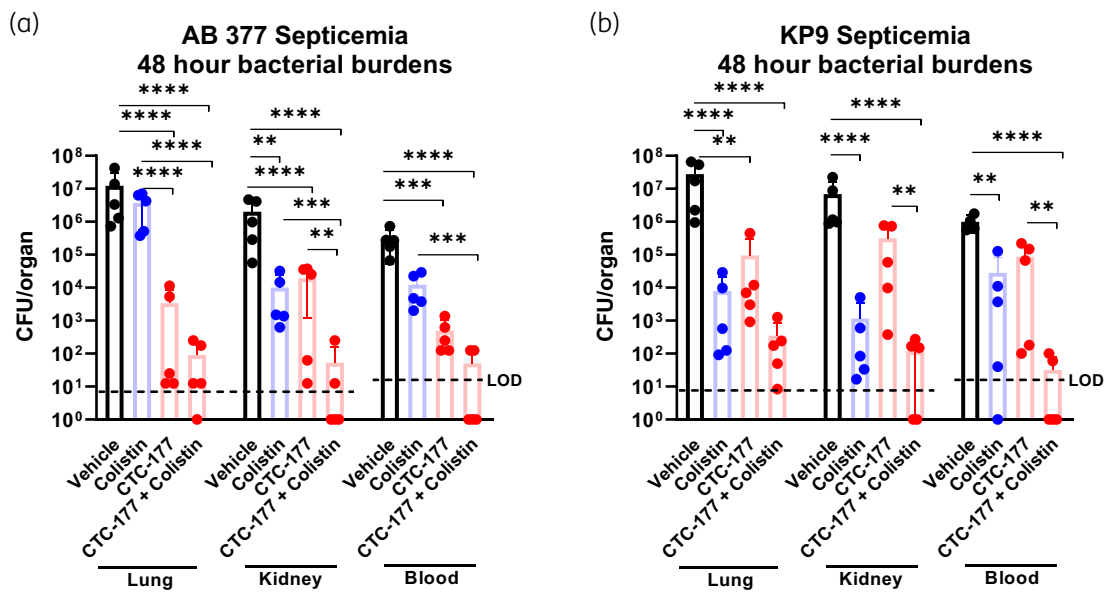 (a)
AB 377 Septicemia
48 hour bacterial burdens
****
****
****
****
****
**
****
***
**
****
***
***
CFU/organ
10⁸
10⁷
10⁶
10⁵
10⁴
10³
10²
10¹
10⁰
LOD
Vehicle
Colistin
CTC-177
CTC-177 + Colistin
Vehicle
Colistin
CTC-177
CTC-177 + Colistin
Vehicle
Colistin
CTC-177
CTC-177 + Colistin
Lung
Kidney
Blood
(b)
KP9 Septicemia
48 hour bacterial burdens
****
****
**
****
****
**
****
**
**
CFU/organ
10⁸
10⁷
10⁶
10⁵
10⁴
10³
10²
10¹
10⁰
LOD
Vehicle
Colistin
CTC-177
CTC-177 + Colistin
Vehicle
Colistin
CTC-177
CTC-177 + Colistin
Vehicle
Colistin
CTC-177
CTC-177 + Colistin
Lung
Kidney
Blood